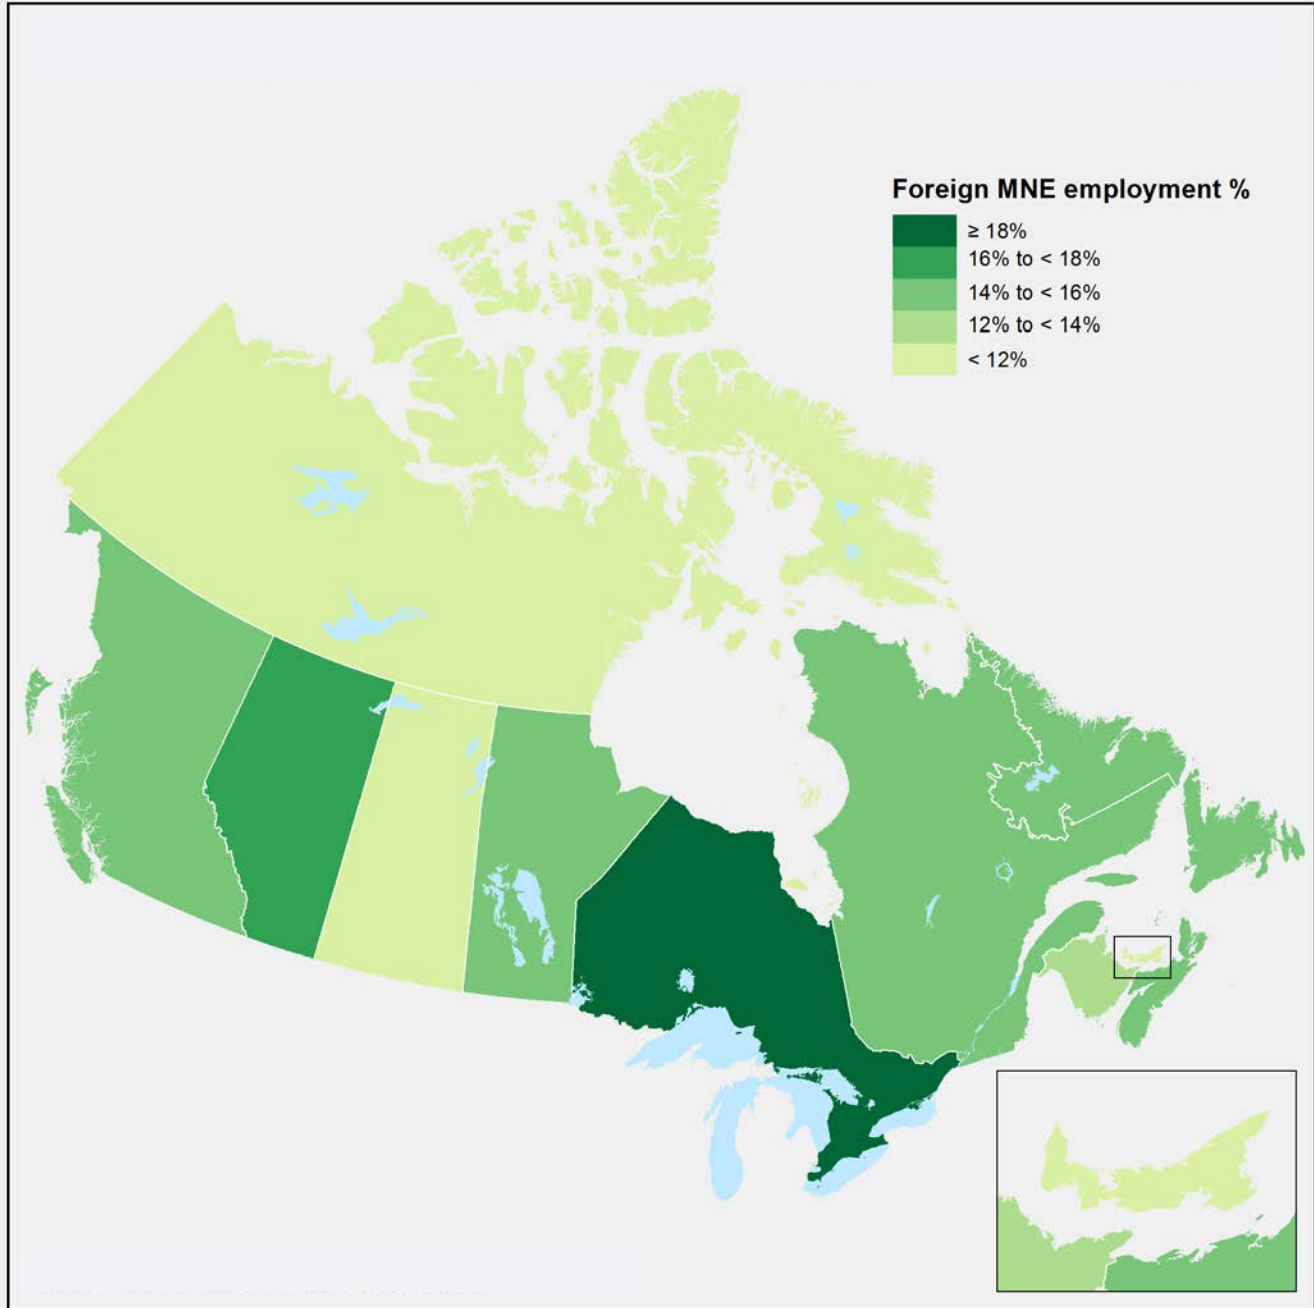 Foreign MNE employment %
≥ 18%
16% to < 18%
14% to < 16%
12% to < 14%
< 12%